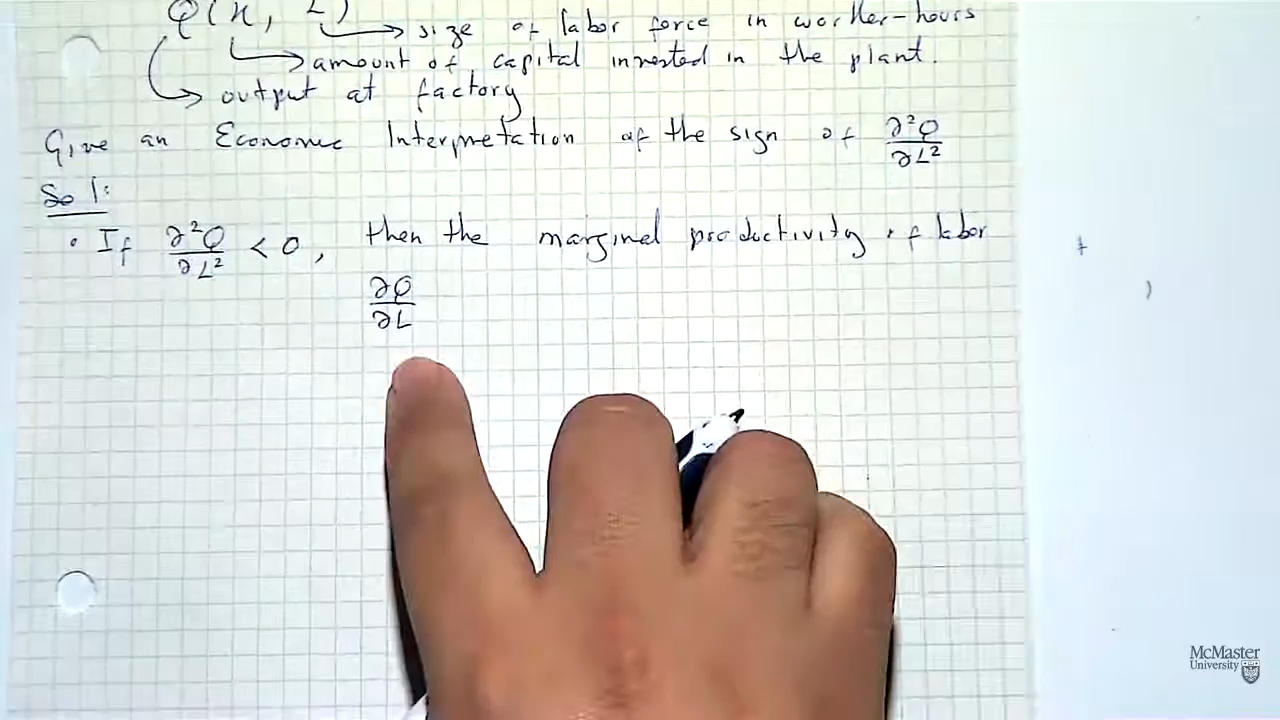 Q(K, L) → size of labor force in worker-hours
→ amount of capital invested in the plant.
→ output at factory
Give an Economic Interpretation of the sign of ∂²Q/∂L²
Sol:
• If ∂²Q/∂L² < 0, then the marginal productivity of labor
∂Q/∂L
McMaster
University